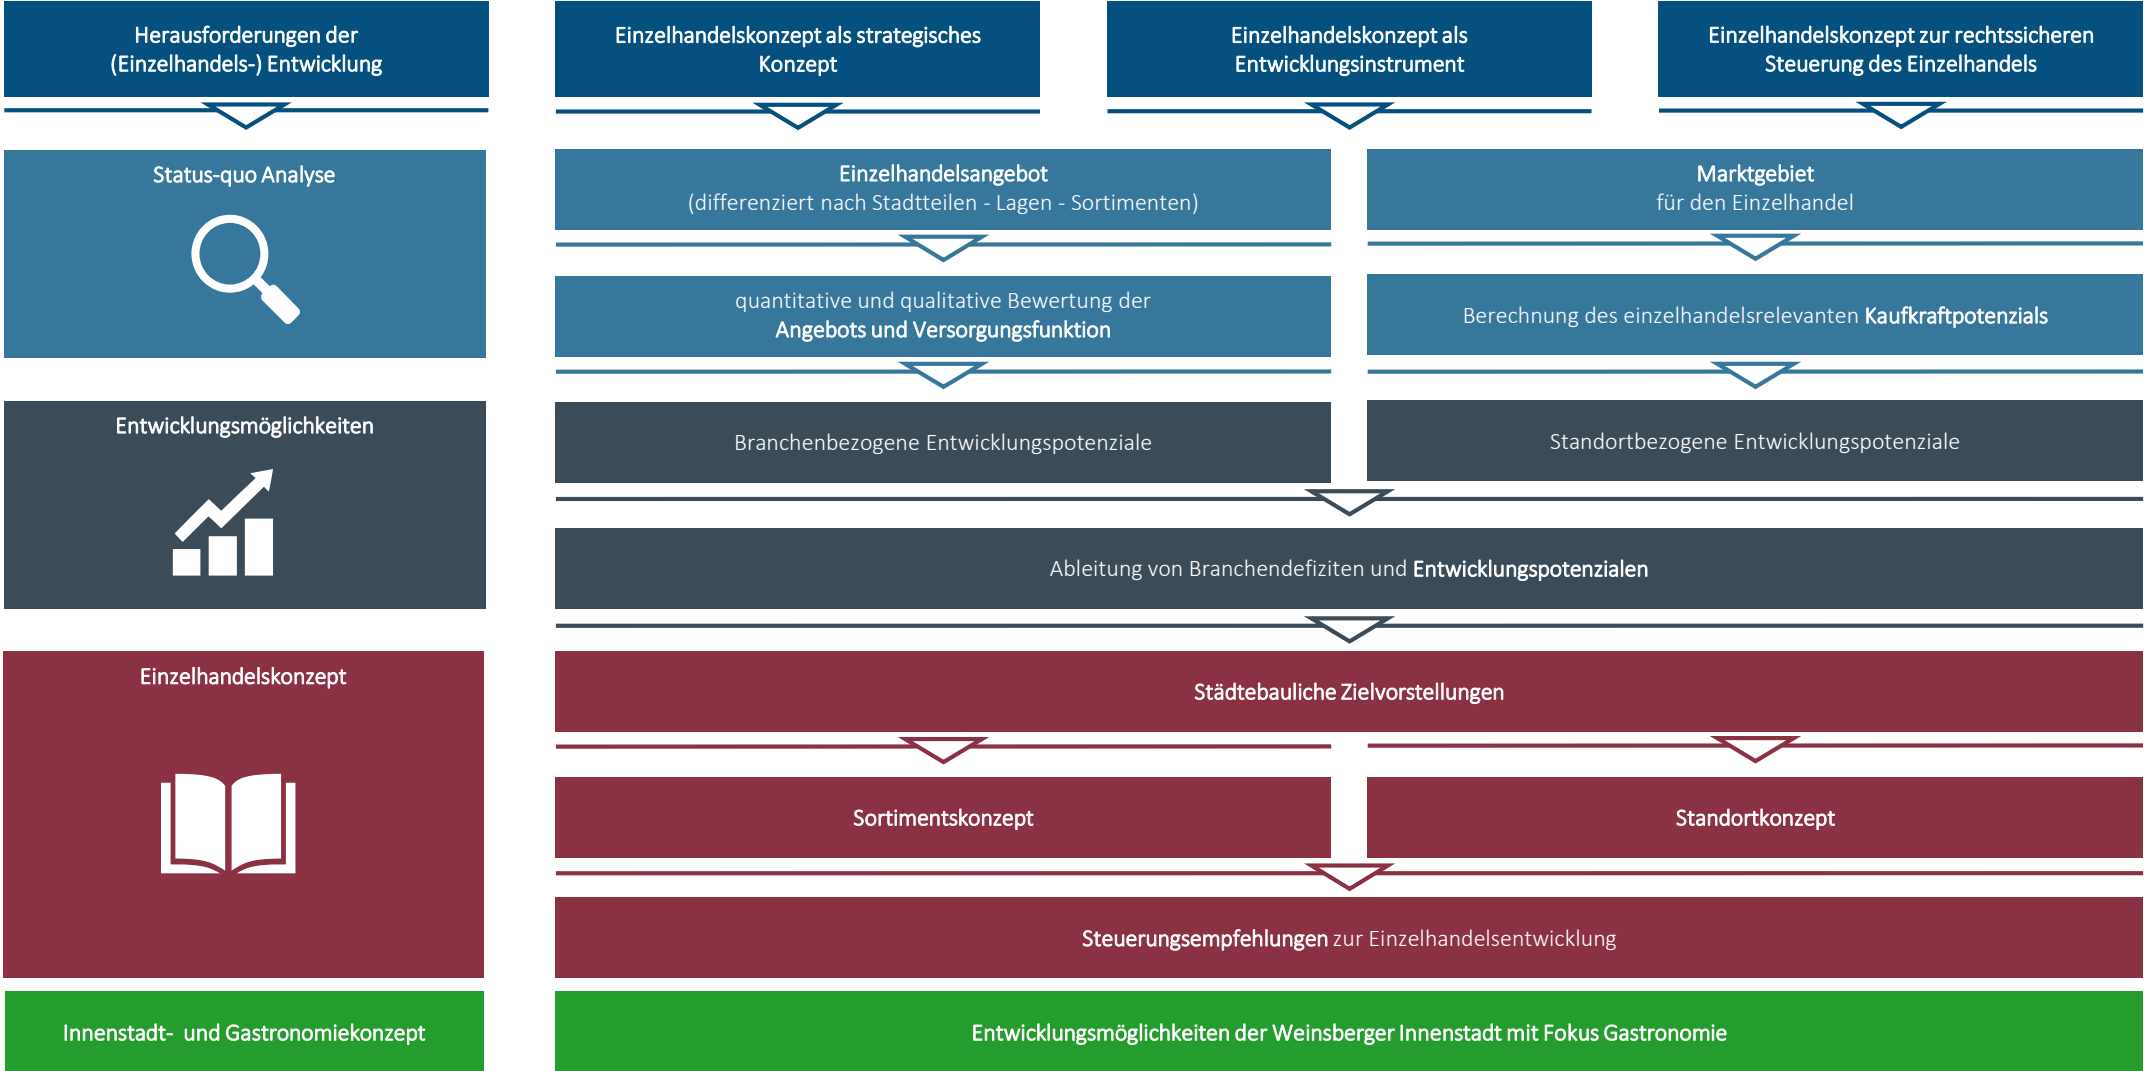 Herausforderungen der
(Einzelhandels-) Entwicklung
Einzelhandelskonzept als strategisches
Konzept
Einzelhandelskonzept als
Entwicklungsinstrument
Einzelhandelskonzept zur rechtssicheren
Steuerung des Einzelhandels
Status-quo Analyse
Einzelhandelsangebot
(differenziert nach Stadtteilen - Lagen - Sortimenten)
Marktgebiet
für den Einzelhandel
quantitative und qualitative Bewertung der
Angebots und Versorgungsfunktion
Berechnung des einzelhandelsrelevanten Kaufkraftpotenzials
Entwicklungsmöglichkeiten
Branchenbezogene Entwicklungspotenziale
Standortbezogene Entwicklungspotenziale
Ableitung von Branchendefiziten und Entwicklungspotenzialen
Einzelhandelskonzept
Städtebauliche Zielvorstellungen
Sortimentskonzept
Standortkonzept
Steuerungsempfehlungen zur Einzelhandelsentwicklung
Innenstadt- und Gastronomiekonzept
Entwicklungsmöglichkeiten der Weinsberger Innenstadt mit Fokus Gastronomie